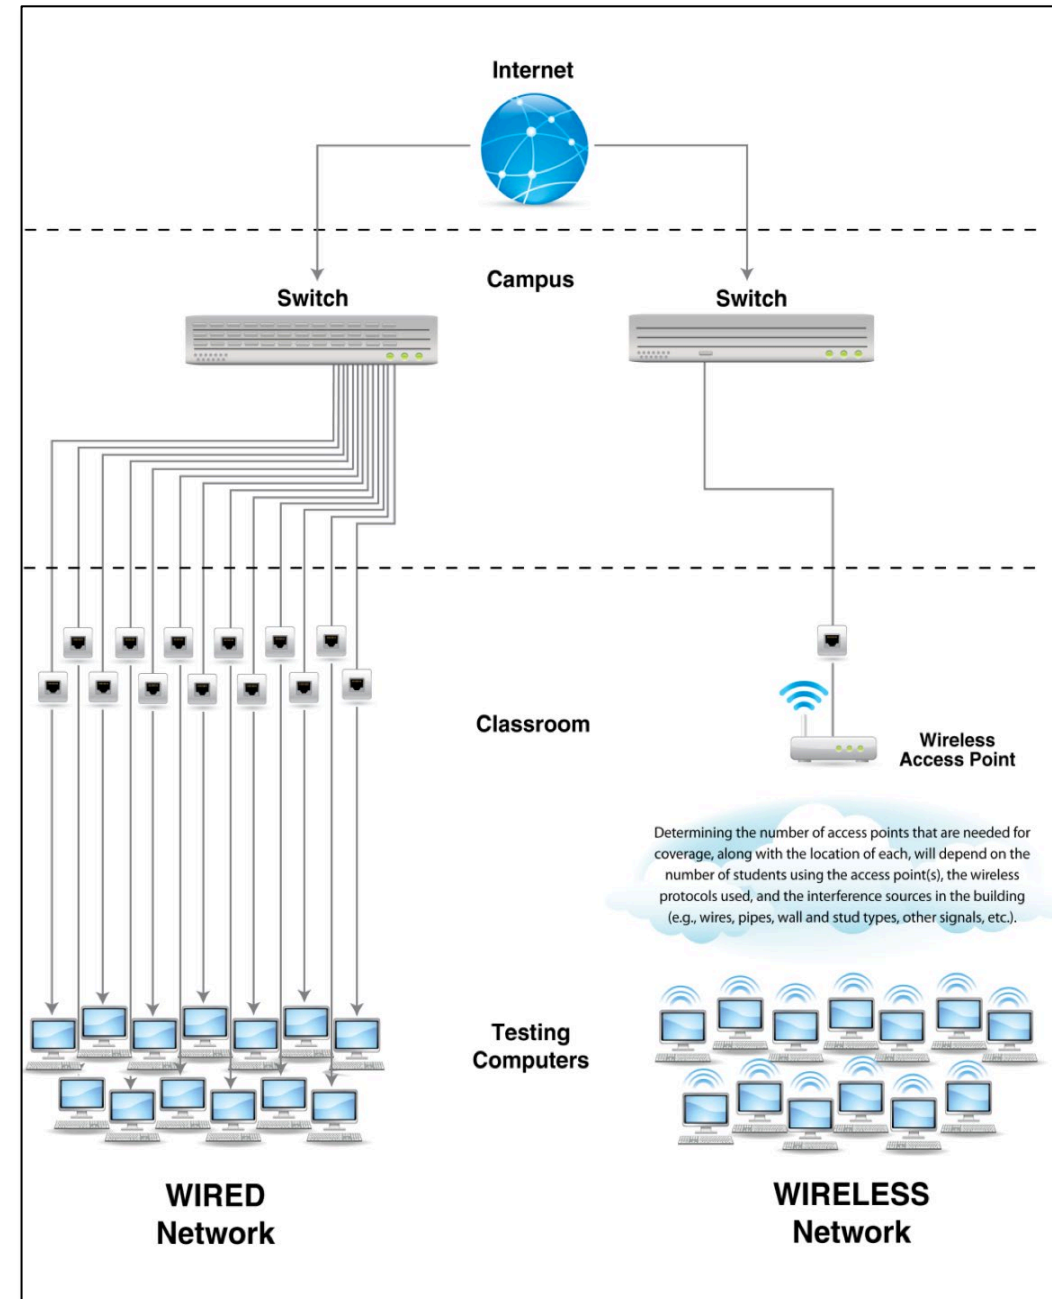 Internet
Campus
Switch
Switch
Classroom
Wireless
Access Point
Determining the number of access points that are needed for
coverage, along with the location of each, will depend on the
number of students using the access point(s), the wireless
protocols used, and the interference sources in the building
(e.g., wires, pipes, wall and stud types, other signals, etc.).
Testing
Computers
WIRED
Network
WIRELESS
Network